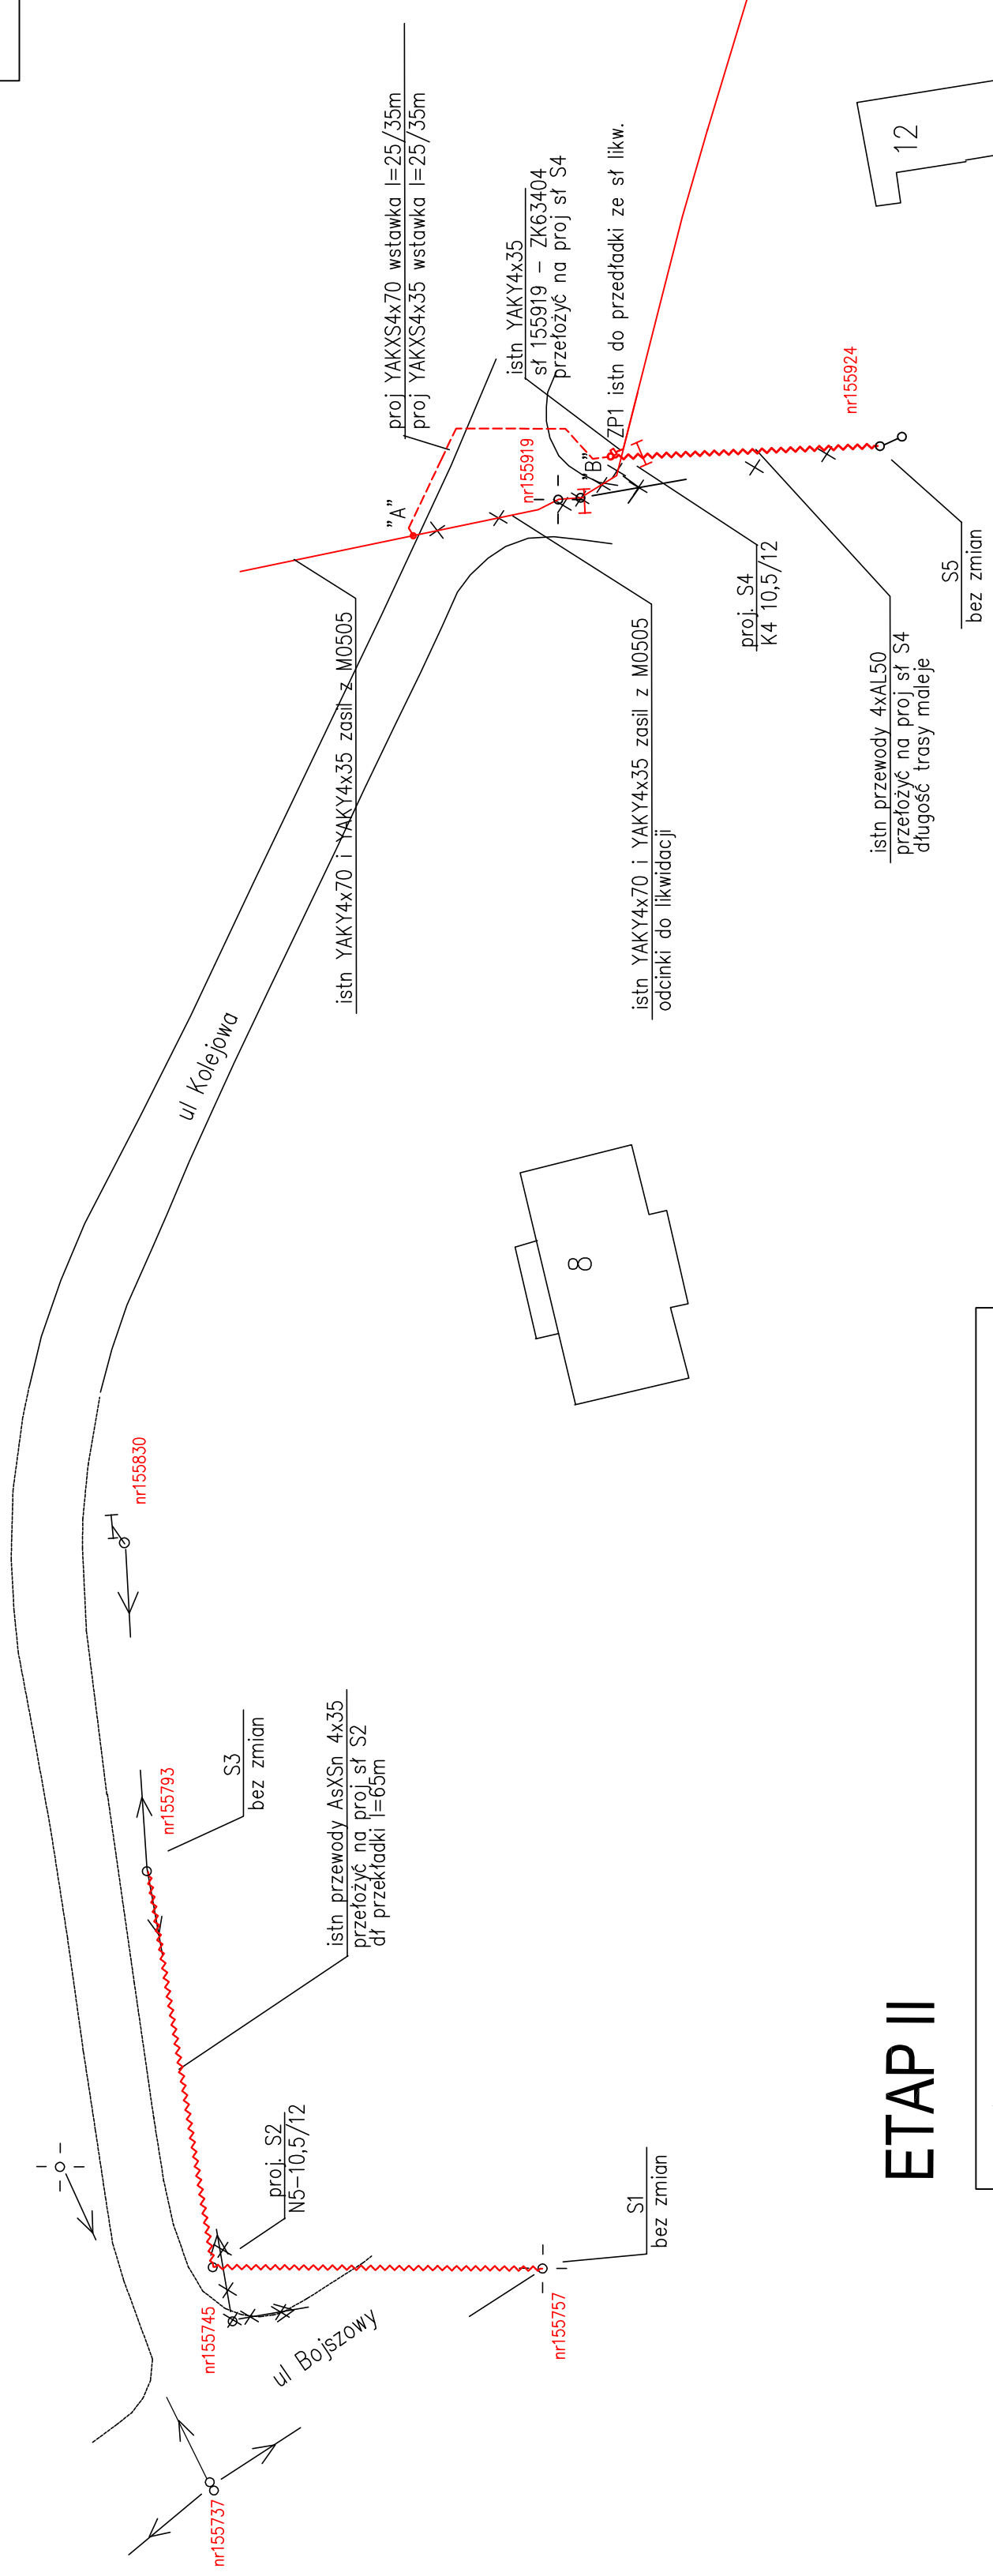 proj YAKXS4x70 wstawka l=25/35m
proj YAKXS4x35 wstawka l=25/35m
istn YAKY4x35
sł 155919 - ZK63404
przełożyć na proj sł S4
ZP1 istn do przedładki ze sł likw.
12
nr155924
nr155919
"A"
"B"
istn YAKY4x70 i YAKY4x35 zasil z M0505
istn YAKY4x70 i YAKY4x35 zasil z M0505
odcinki do likwidacji
proj. S4
K4 10,5/12
S5
bez zmian
istn przewody 4xAL50
przełożyć na proj sł S4
długość trasy maleje
ul Kolejowa
8
nr155830
nr155793
S3
bez zmian
istn przewody AsXSn 4x35
przełożyć na proj sł S2
dł przekładki l=65m
proj. S2
N5-10,5/12
S1
bez zmian
nr155745
nr155757
ul Bojszowy
nr155737
ETAP II